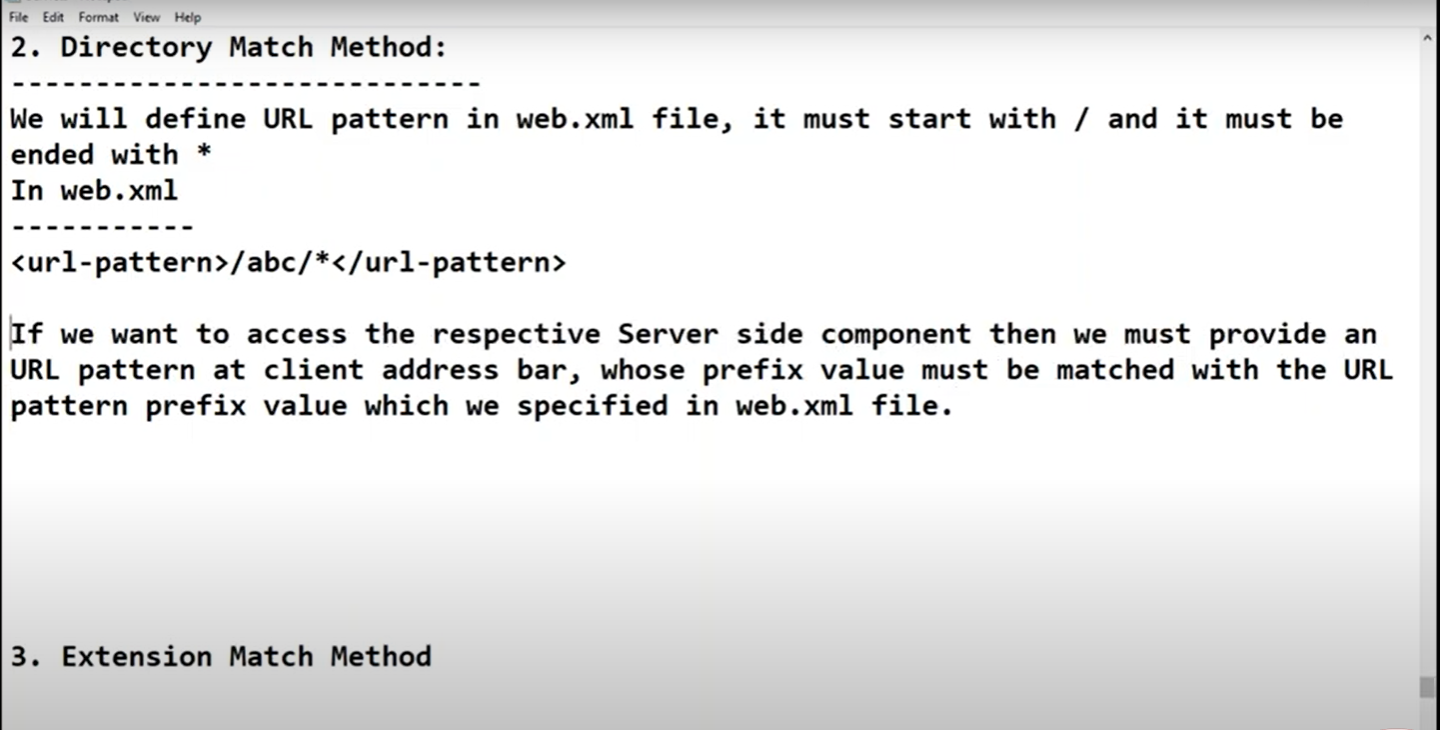 File Edit Format View Help
2. Directory Match Method:
----------------------------
We will define URL pattern in web.xml file, it must start with / and it must be
ended with *
In web.xml
-----------
<url-pattern>/abc/*</url-pattern>
If we want to access the respective Server side component then we must provide an
URL pattern at client address bar, whose prefix value must be matched with the URL
pattern prefix value which we specified in web.xml file.
3. Extension Match Method